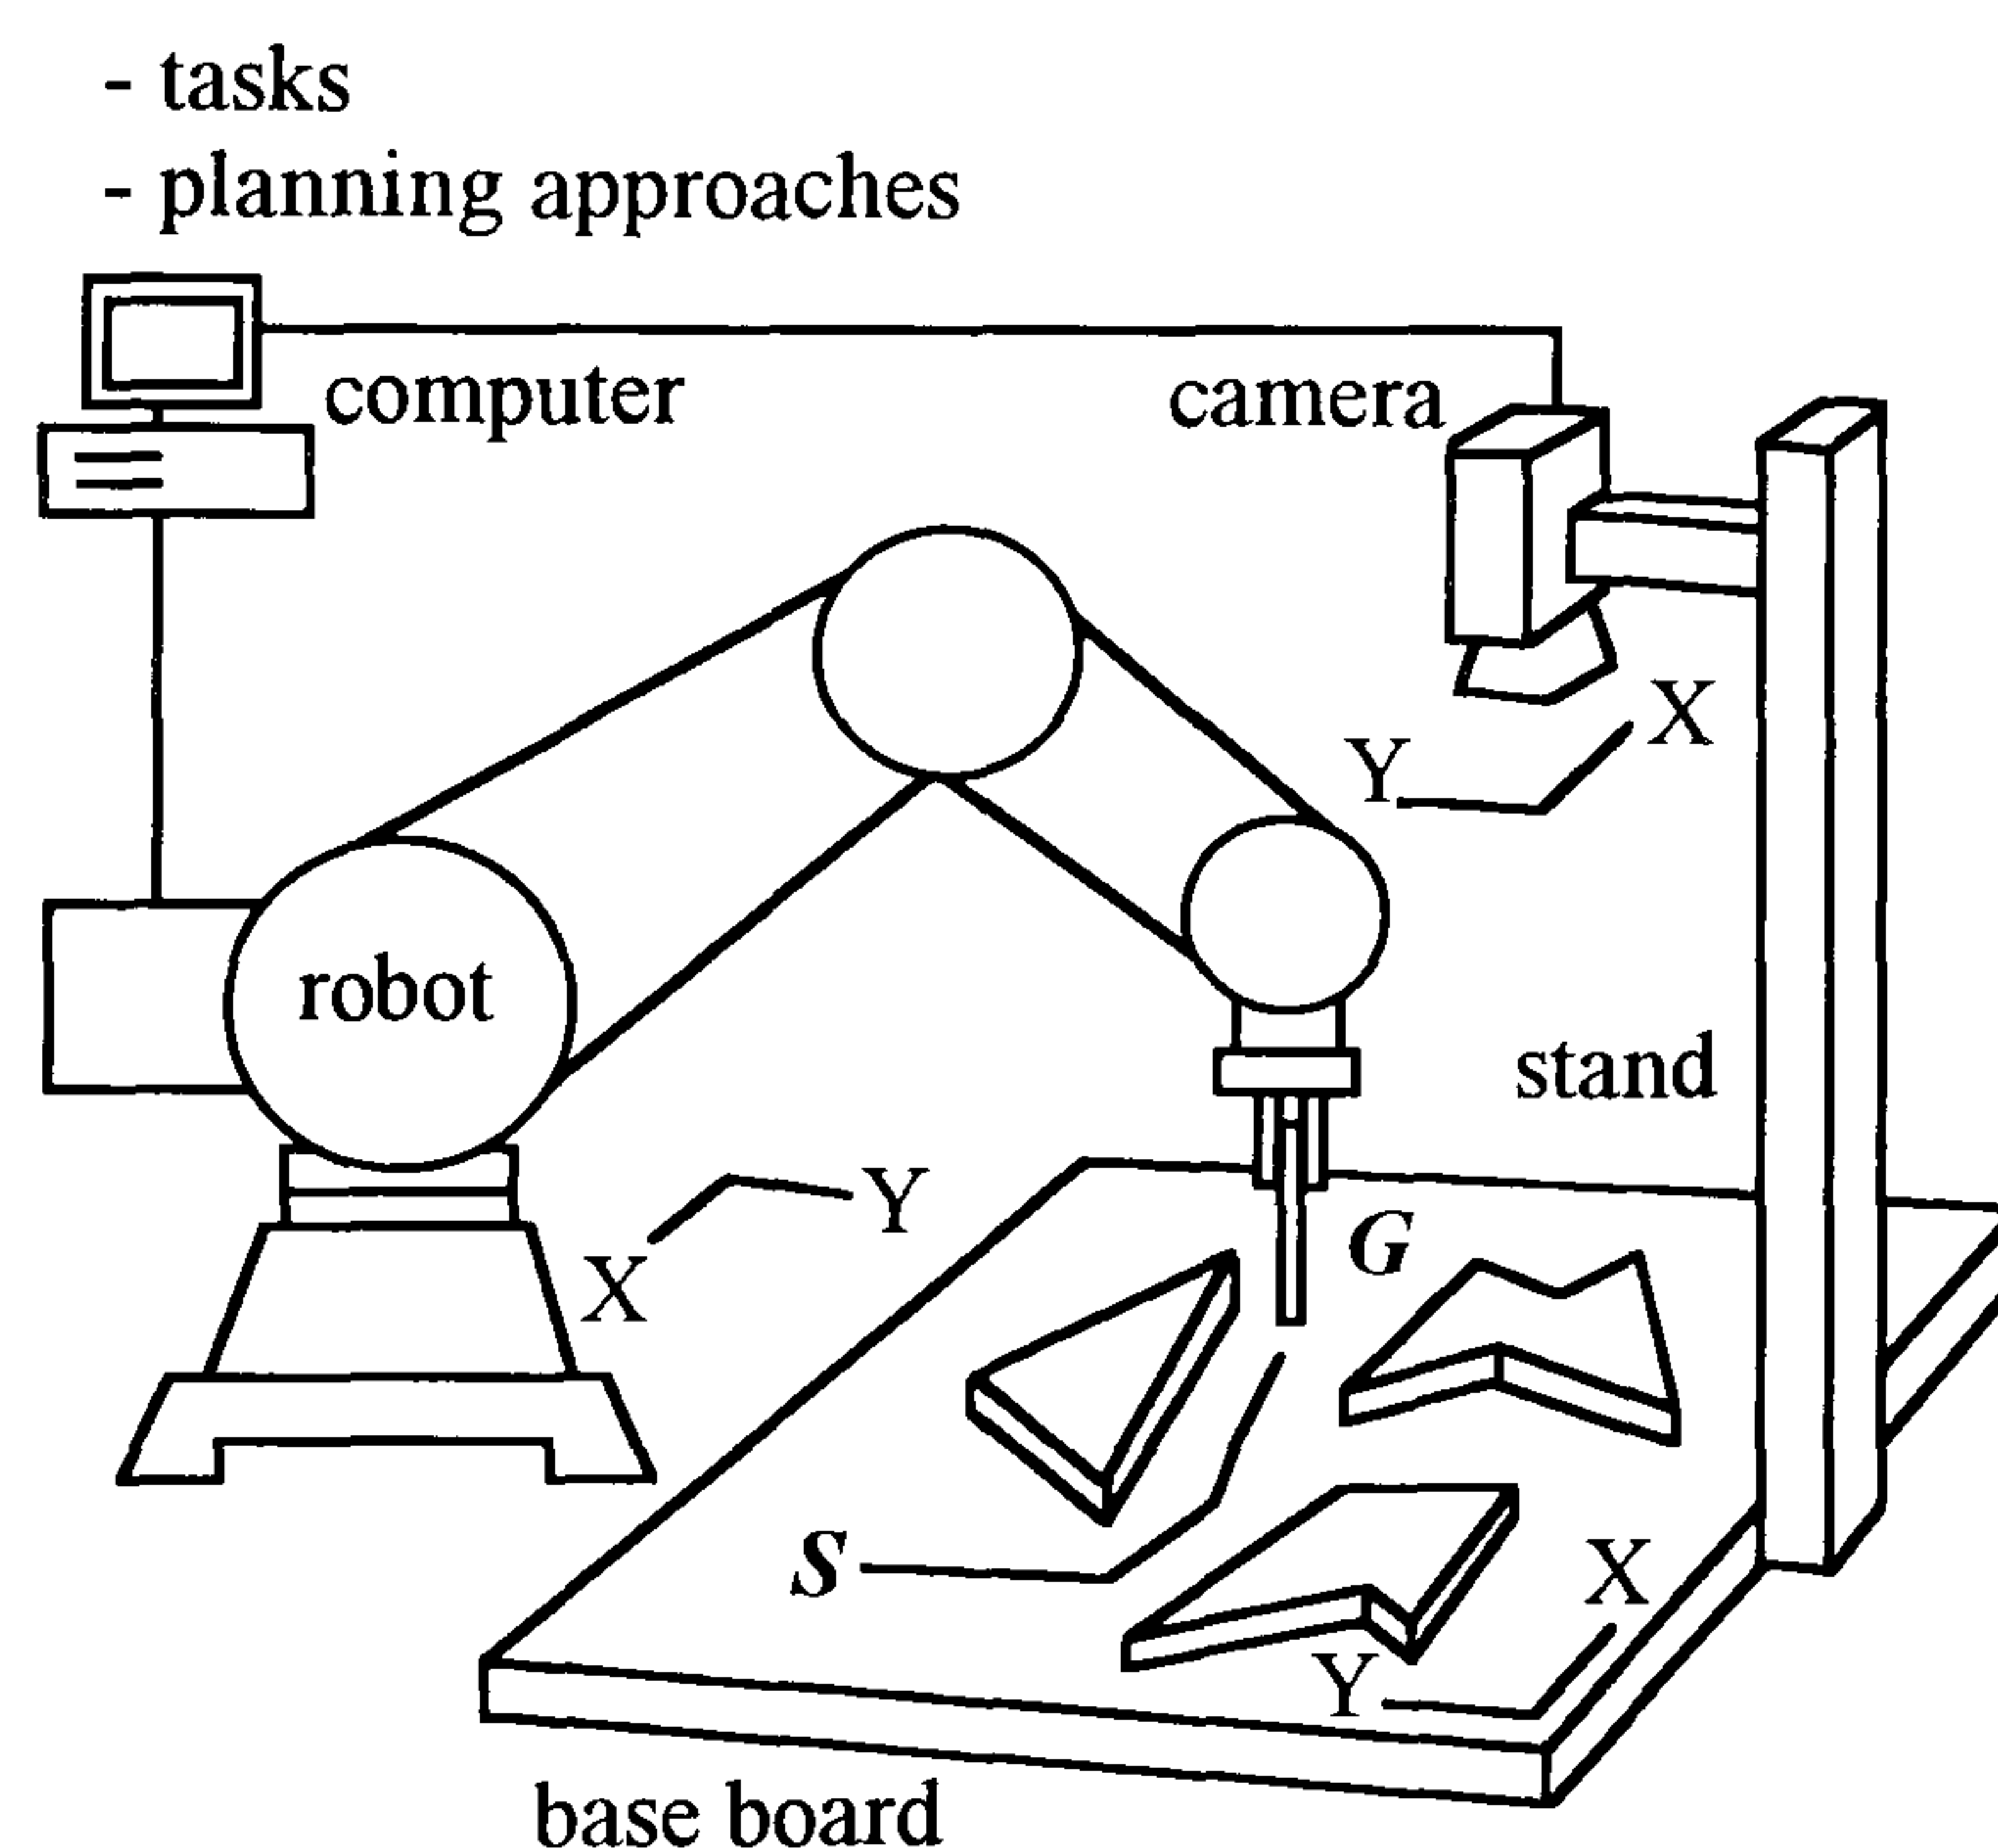 - tasks
- planning approaches
computer
camera
X
Y
robot
stand
Y
X
G
S
X
Y
base board